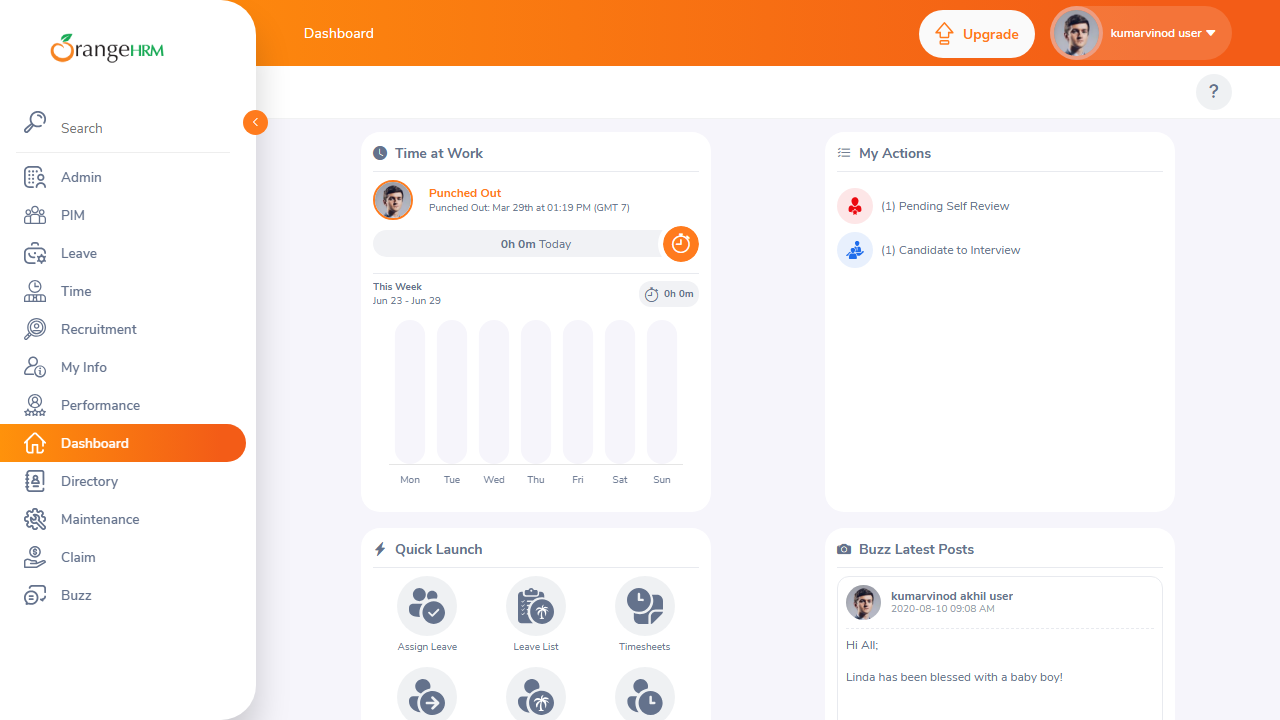 OrangeHRM
Search
Admin
PIM
Leave
Time
Recruitment
My Info
Performance
Dashboard
Directory
Maintenance
Claim
Buzz
Dashboard
Upgrade
kumarvinod user
?
Time at Work
Punched Out
Punched Out: Mar 29th at 01:19 PM (GMT 7)
0h 0m Today
This Week
Jun 23 - Jun 29
0h 0m
Mon Tue Wed Thu Fri Sat Sun
My Actions
(1) Pending Self Review
(1) Candidate to Interview
Quick Launch
Assign Leave
Leave List
Timesheets
Buzz Latest Posts
kumarvinod akhil user
2020-08-10 09:08 AM
Hi All;
Linda has been blessed with a baby boy!